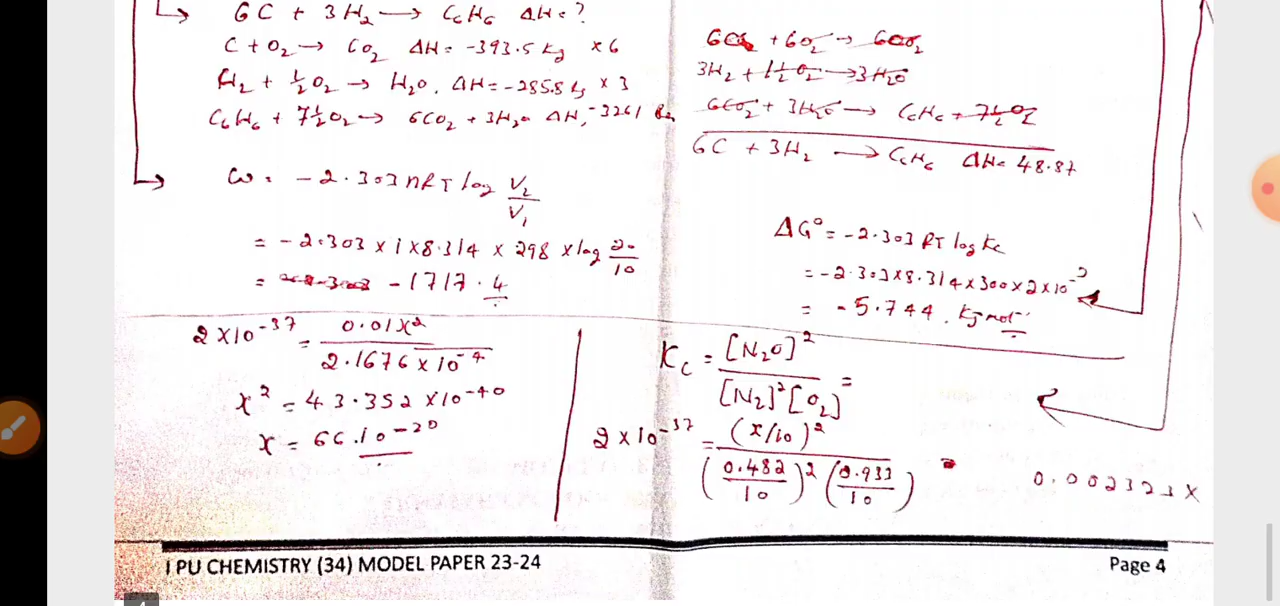 6C + 3H₂ ⟶ C₆H₆ ΔH = ?
C + O₂ → CO₂ ΔH = -393.5 kJ × 6
H₂ + ½O₂ → H₂O, ΔH = -285.8 kJ × 3
C₆H₆ + 7½O₂ → 6CO₂ + 3H₂O ΔH, -3261
6O₂ → 6CO₂
3H₂ + 1½O₂ → 3H₂O
6CO₂ + 3H₂O → C₆H₆ + 7½O₂
6C + 3H₂ ⟶ C₆H₆ ΔH = 48.87
ω = -2.303 nRT log V₂/V₁
= -2.303 × 1 × 8.314 × 298 × log 20/10
= -1717.4
ΔG° = -2.303 RT log Kc
= -2.303 × 8.314 × 300 × 2 × 10
= -5.744. kJ mol⁻¹
2 × 10⁻³⁷ = 0.01x²/2.1676 × 10⁻⁴
x² = 43.352 × 10⁻⁴⁰
x = 66.10⁻²⁰
Kc = [N₂O]²/[N₂]²[O₂] =
2 × 10⁻³⁷ = (x/10)²/(0.482/10)² (0.933/10)
0.002323 x
I PU CHEMISTRY (34) MODEL PAPER 23-24
Page 4